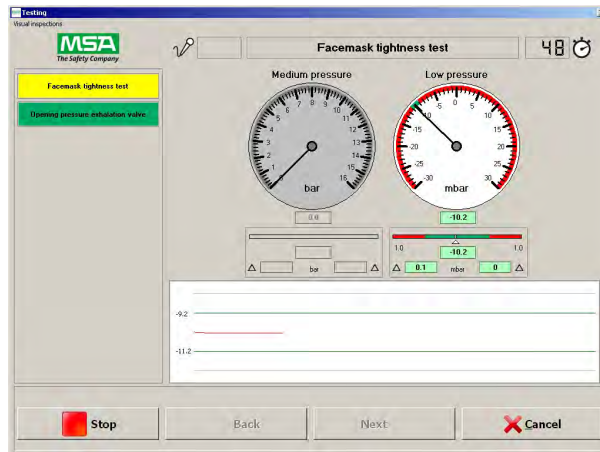 Testing
Visual inspections
MSA
The Safety Company
Facemask tightness test
48
Facemask tightness test
Opening pressure exhalation valve
Medium pressure
Low pressure
0 1 2 3 4 5 6 7 8 9 10 11 12 13 14 15 16
bar
-30 -25 -20 -15 -10 -5 0 5 10 15 20 25 30
mbar
0.0
-10.2
1.0 1.0
-10.2
bar
0.1 mbar 0
-9.2
-11.2
Stop
Back
Next
Cancel